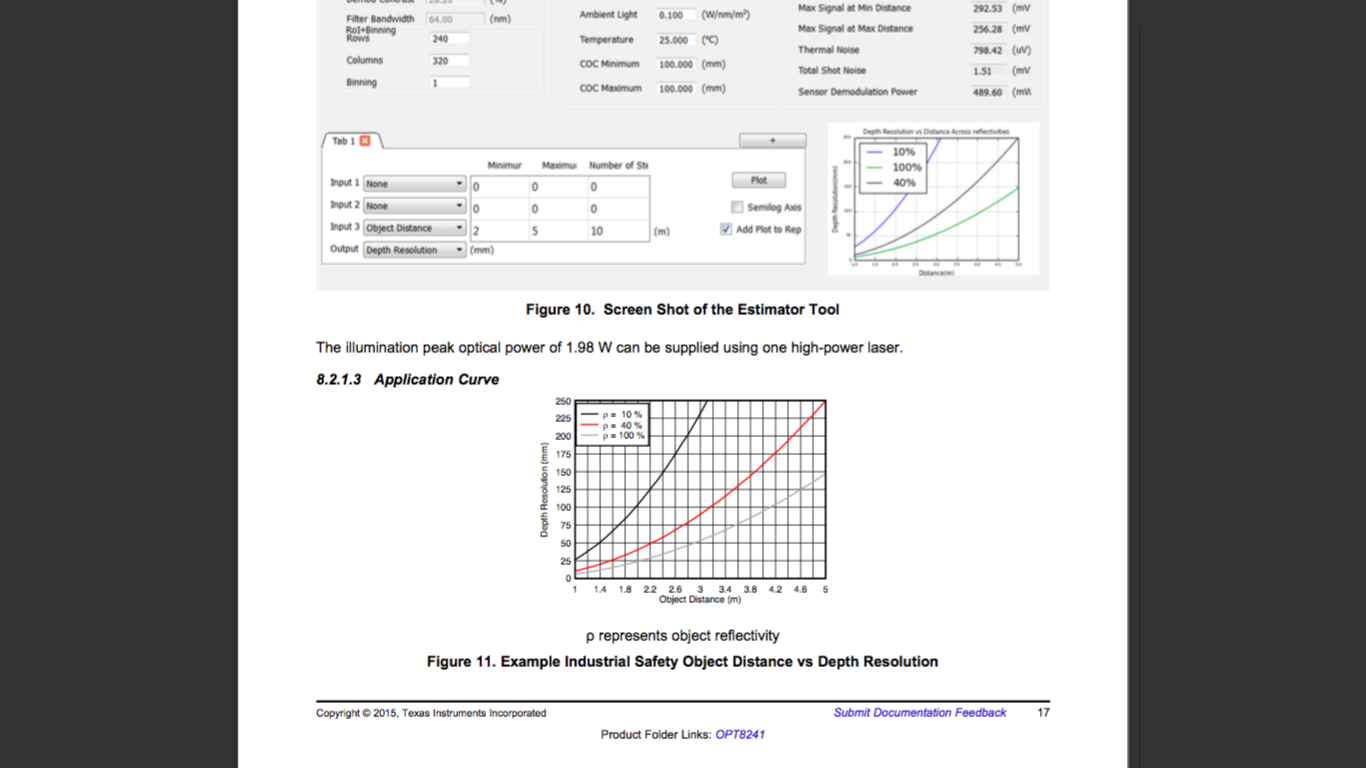 Filter Bandwidth 64.00 (nm)
RoI+Binning
Rows 240
Columns 320
Binning 1
Ambient Light 0.100 (W/nm/m²)
Temperature 25.000 (°C)
COC Minimum 100.000 (mm)
COC Maximum 100.000 (mm)
Max Signal at Min Distance 292.53 (mV
Max Signal at Max Distance 256.28 (mV
Thermal Noise 798.42 (uV)
Total Shot Noise 1.51 (mV
Sensor Demodulation Power 489.60 (mW
Tab 1
+
Minimur Maximu Number of Ste
Input 1 None 0 0 0
Input 2 None 0 0 0
Input 3 Object Distance 2 5 10 (m)
Output Depth Resolution (mm)
Plot
Semilog Axis
Add Plot to Rep
Depth Resolution vs Distance Across reflectivities
10%
100%
40%
Depth Resolution(mm)
Distance(m)
Figure 10. Screen Shot of the Estimator Tool
The illumination peak optical power of 1.98 W can be supplied using one high-power laser.
8.2.1.3 Application Curve
250
225
200
175
150
125
100
75
50
25
0
ρ = 10 %
ρ = 40 %
ρ = 100 %
Depth Resolution (mm)
1 1.4 1.8 2.2 2.6 3 3.4 3.8 4.2 4.6 5
Object Distance (m)
ρ represents object reflectivity
Figure 11. Example Industrial Safety Object Distance vs Depth Resolution
Copyright © 2015, Texas Instruments Incorporated
Submit Documentation Feedback 17
Product Folder Links: OPT8241